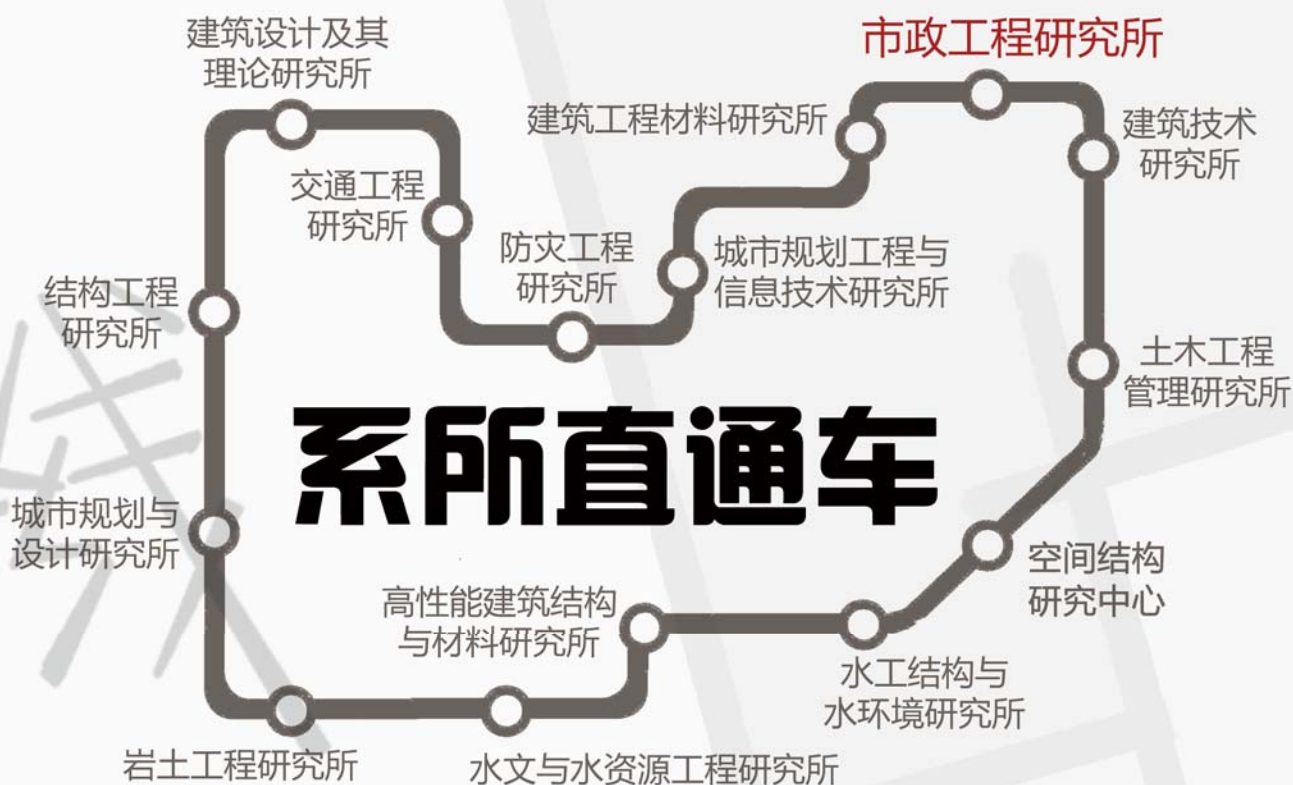 建筑设计及其
理论研究所
市政工程研究所
建筑工程材料研究所
建筑技术
研究所
交通工程
研究所
防灾工程
研究所
城市规划工程与
信息技术研究所
结构工程
研究所
土木工程
管理研究所
系所直通车
城市规划与
设计研究所
空间结构
研究中心
高性能建筑结构
与材料研究所
水工结构与
水环境研究所
岩土工程研究所
水文与水资源工程研究所